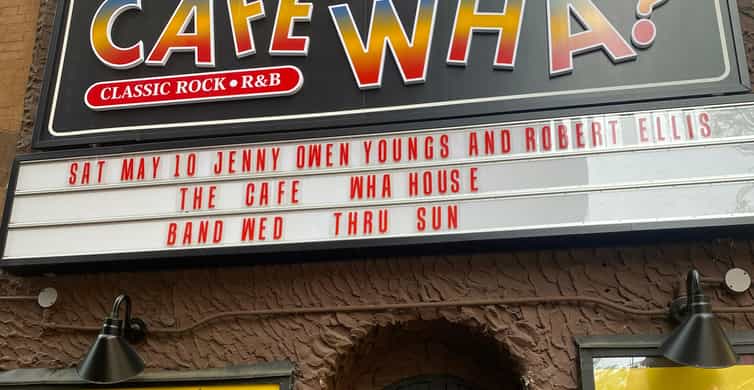 CAFE WHA?
CLASSIC ROCK • R&B
SAT MAY 10 JENNY OWEN YOUNGS AND ROBERT ELLIS
THE CAFE WHA HOUSE
BAND WED THRU SUN